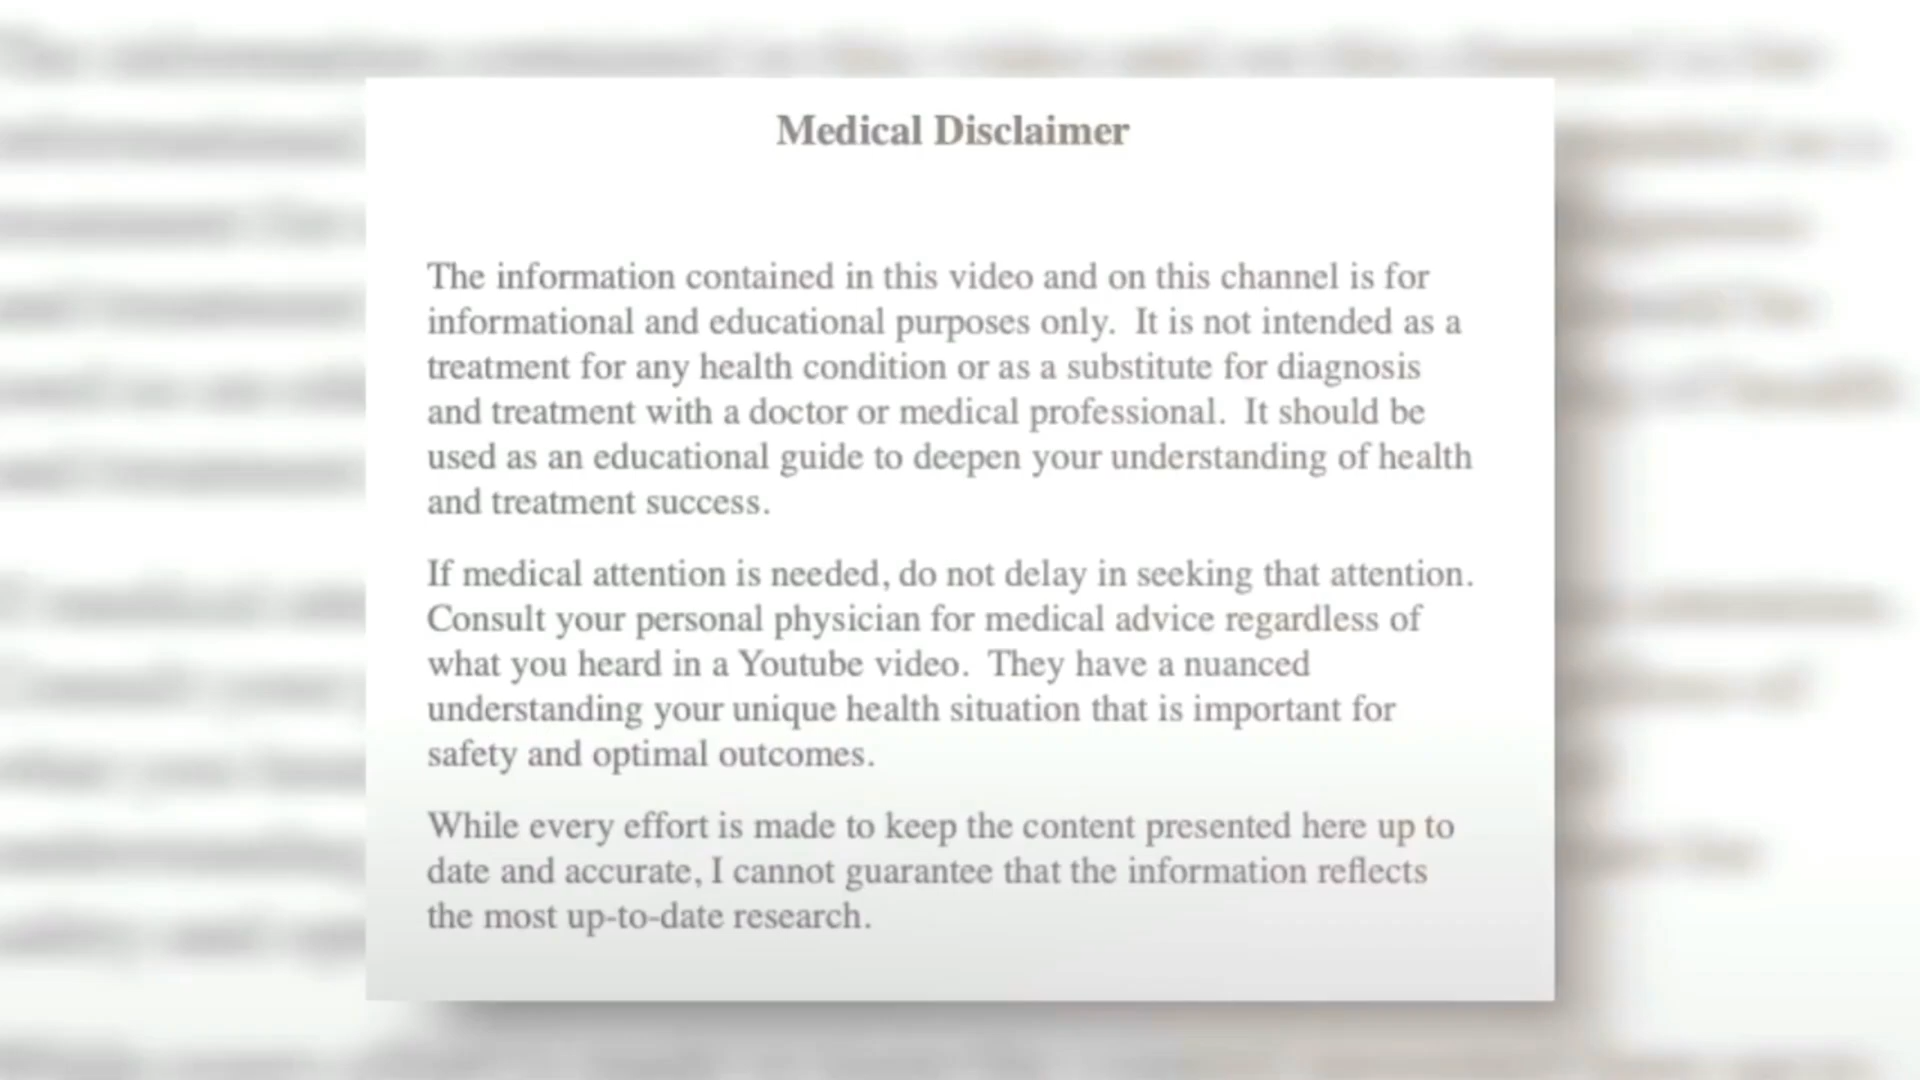 Medical Disclaimer
The information contained in this video and on this channel is for
informational and educational purposes only.  It is not intended as a
treatment for any health condition or as a substitute for diagnosis
and treatment with a doctor or medical professional.  It should be
used as an educational guide to deepen your understanding of health
and treatment success.
If medical attention is needed, do not delay in seeking that attention.
Consult your personal physician for medical advice regardless of
what you heard in a Youtube video.  They have a nuanced
understanding your unique health situation that is important for
safety and optimal outcomes.
While every effort is made to keep the content presented here up to
date and accurate, I cannot guarantee that the information reflects
the most up-to-date research.